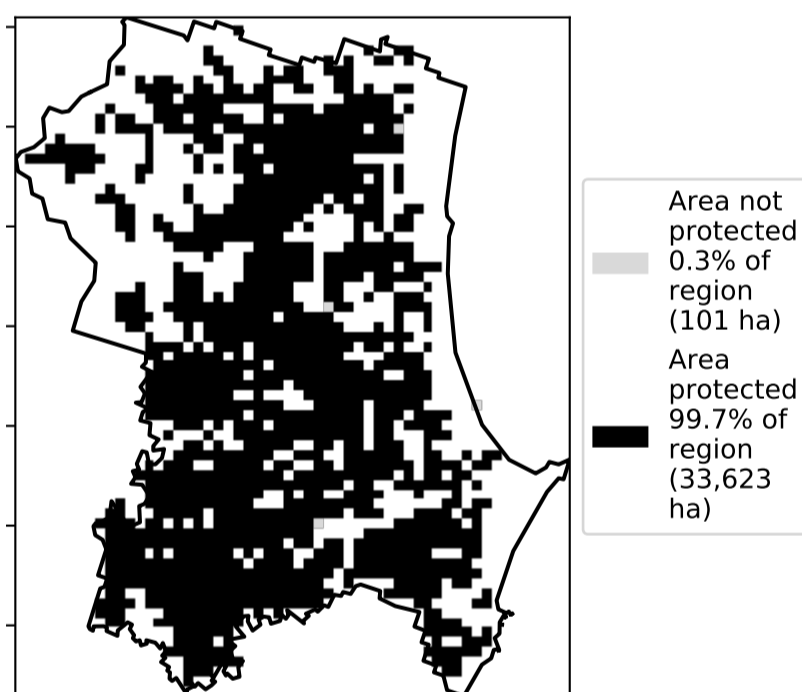 Area not
protected
0.3% of
region
(101 ha)
Area
protected
99.7% of
region
(33,623
ha)